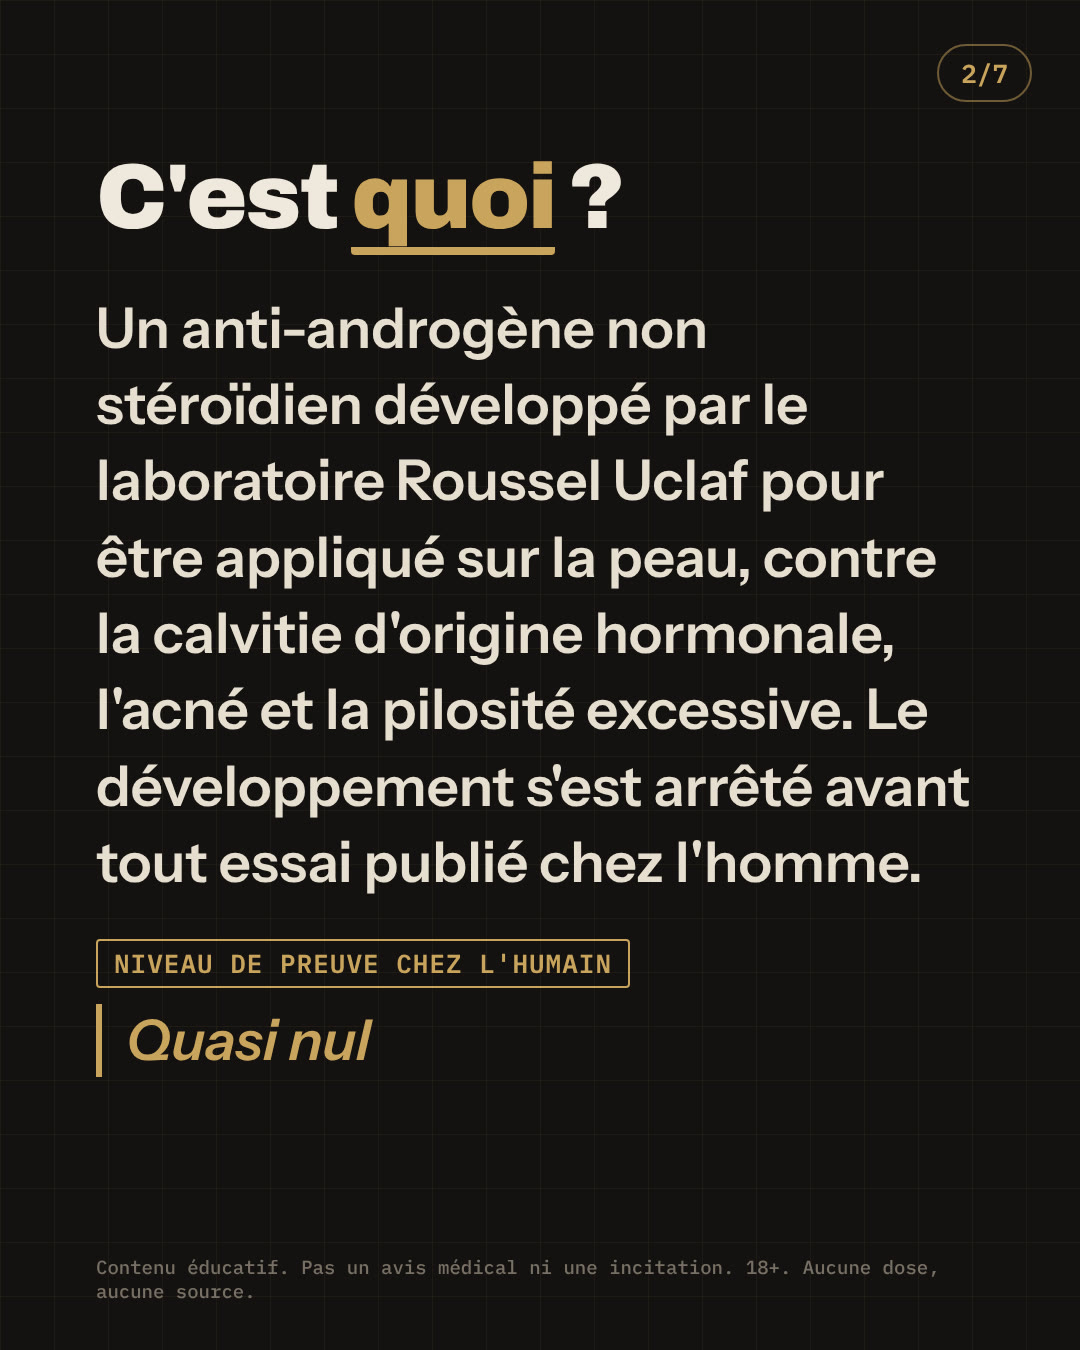 2/7
C'est quoi ?
Un anti-androgène non
stéroïdien développé par le
laboratoire Roussel Uclaf pour
être appliqué sur la peau, contre
la calvitie d'origine hormonale,
l'acné et la pilosité excessive. Le
développement s'est arrêté avant
tout essai publié chez l'homme.
NIVEAU DE PREUVE CHEZ L'HUMAIN
Quasi nul
Contenu éducatif. Pas un avis médical ni une incitation. 18+. Aucune dose,
aucune source.